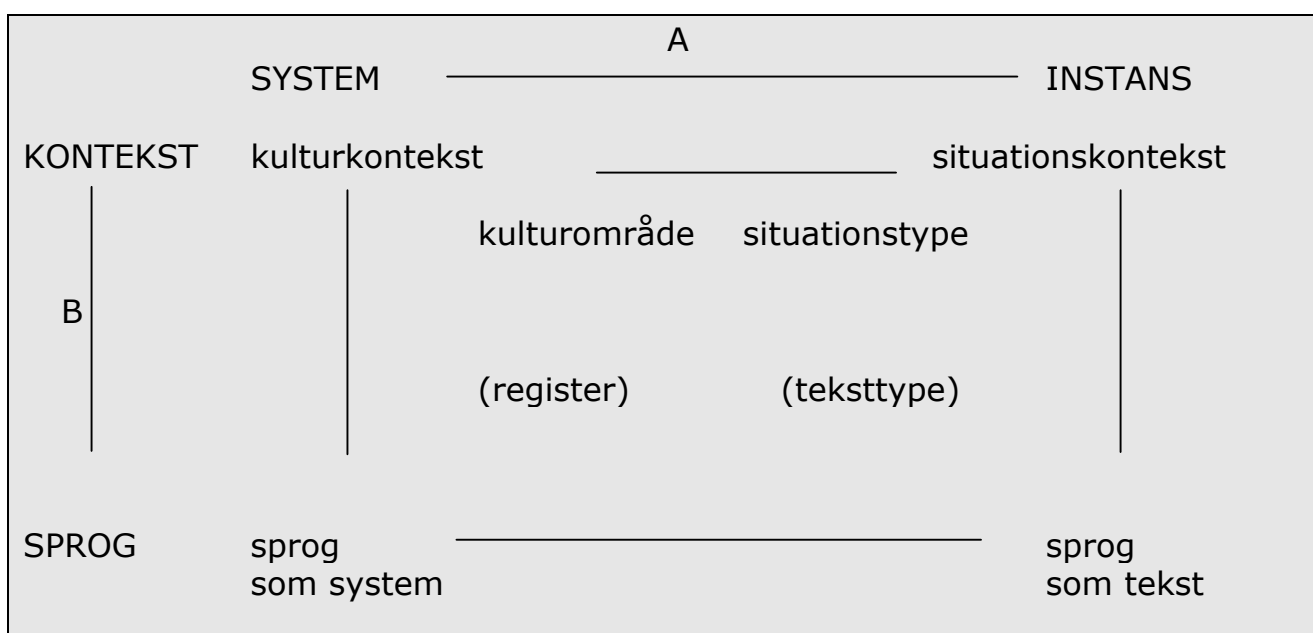 A
SYSTEM INSTANS
KONTEKST kulturkontekst situationskontekst
kulturområde situationstype
B
(register) (teksttype)
SPROG sprog sprog
som system som tekst